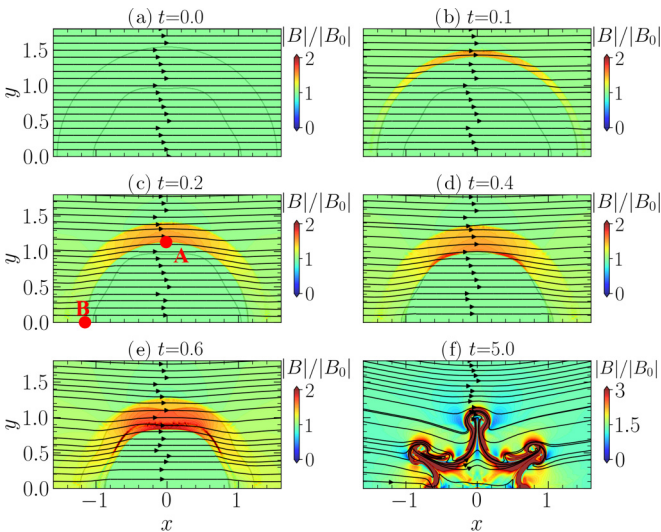 (a) t=0.0
(b) t=0.1
|B|/|B₀|
|B|/|B₀|
y
1.5
1.0
0.5
0.0
2
1
0
2
1
0
(c) t=0.2
(d) t=0.4
|B|/|B₀|
|B|/|B₀|
y
1.5
1.0
0.5
0.0
A
B
2
1
0
2
1
0
(e) t=0.6
(f) t=5.0
|B|/|B₀|
|B|/|B₀|
y
1.5
1.0
0.5
0.0
2
1
0
3
1.5
0
−1 0 1
−1 0 1
x
x